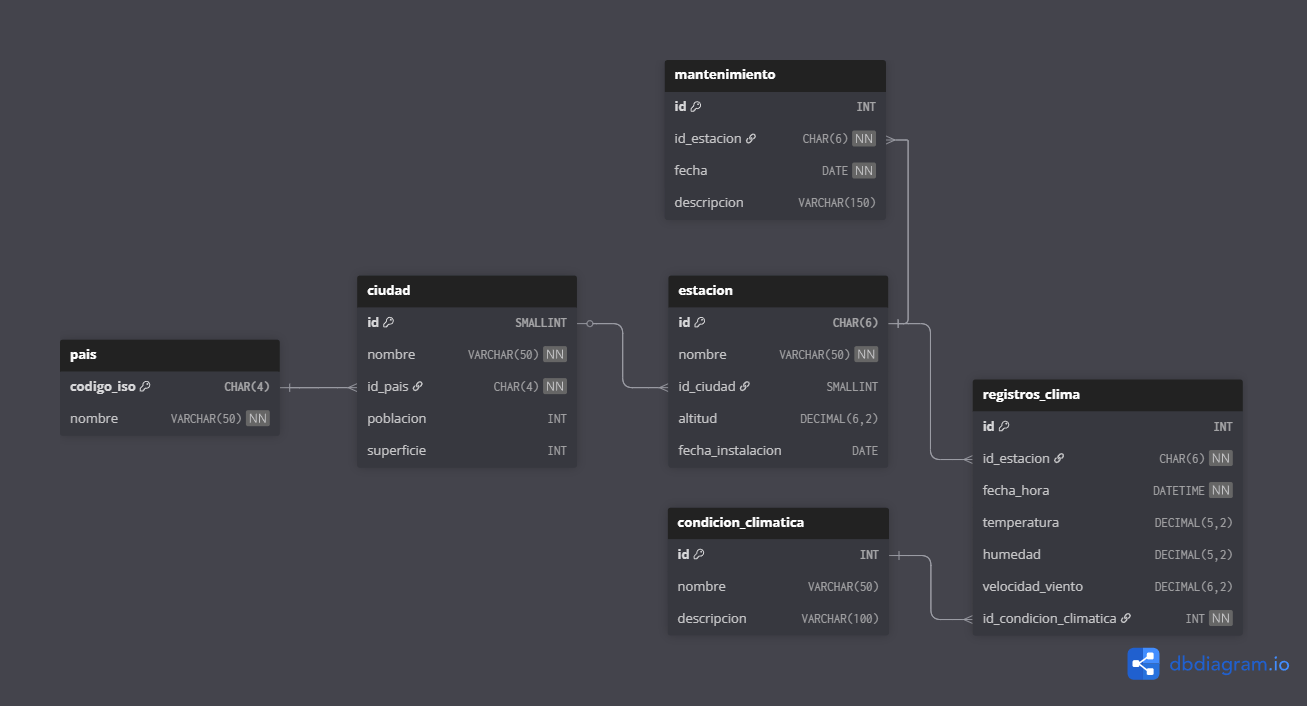 mantenimiento
id INT
id_estacion CHAR(6) NN
fecha DATE NN
descripcion VARCHAR(150)
ciudad
id SMALLINT
nombre VARCHAR(50) NN
id_pais CHAR(4) NN
poblacion INT
superficie INT
estacion
id CHAR(6)
nombre VARCHAR(50) NN
id_ciudad SMALLINT
altitud DECIMAL(6,2)
fecha_instalacion DATE
pais
codigo_iso CHAR(4)
nombre VARCHAR(50) NN
registros_clima
id INT
id_estacion CHAR(6) NN
fecha_hora DATETIME NN
temperatura DECIMAL(5,2)
humedad DECIMAL(5,2)
velocidad_viento DECIMAL(6,2)
id_condicion_climatica INT NN
condicion_climatica
id INT
nombre VARCHAR(50)
descripcion VARCHAR(100)
dbdiagram.io